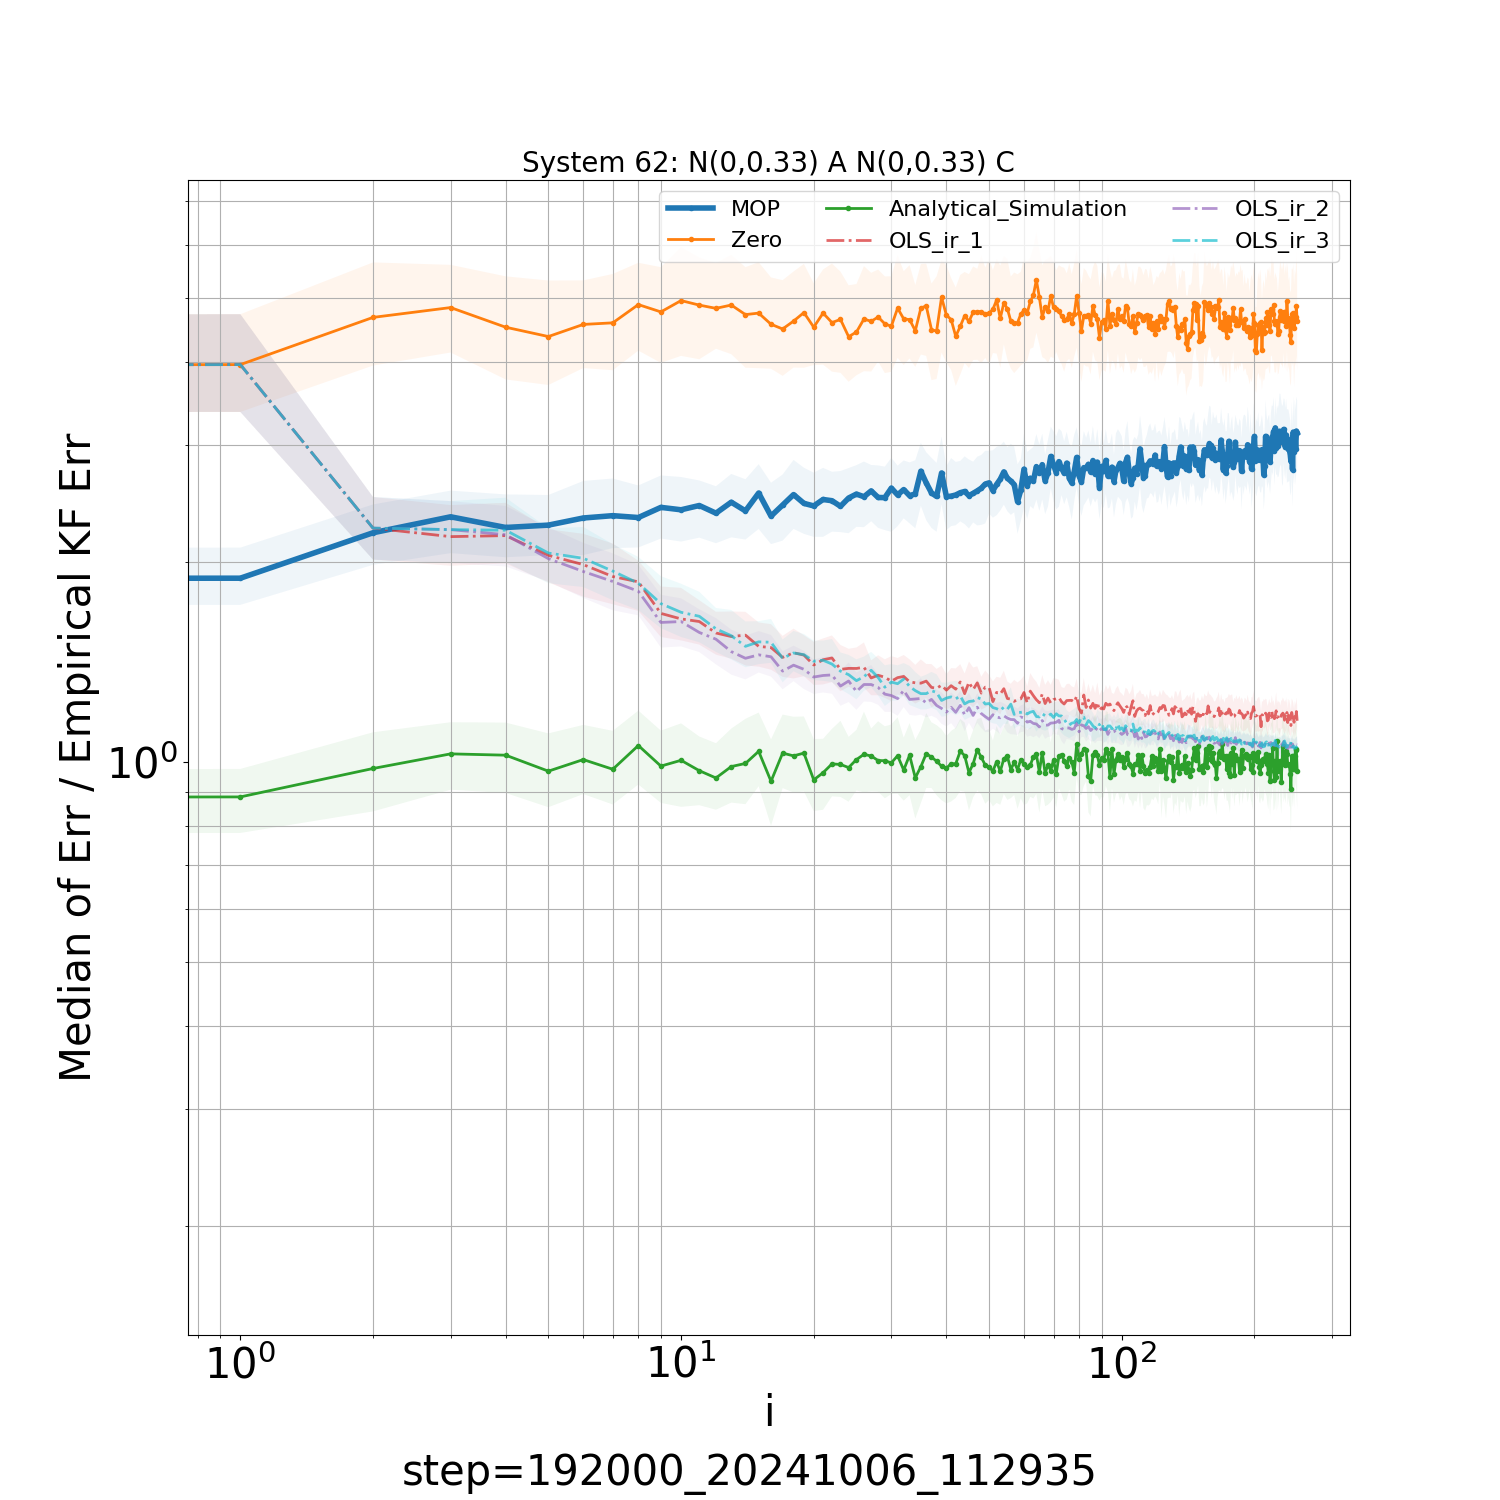 System 62: N(0,0.33) A N(0,0.33) C
MOP
Zero
Analytical_Simulation
OLS_ir_1
OLS_ir_2
OLS_ir_3
Median of Err / Empirical KF Err
10⁰
10⁰
10¹
10²
i
step=192000_20241006_112935